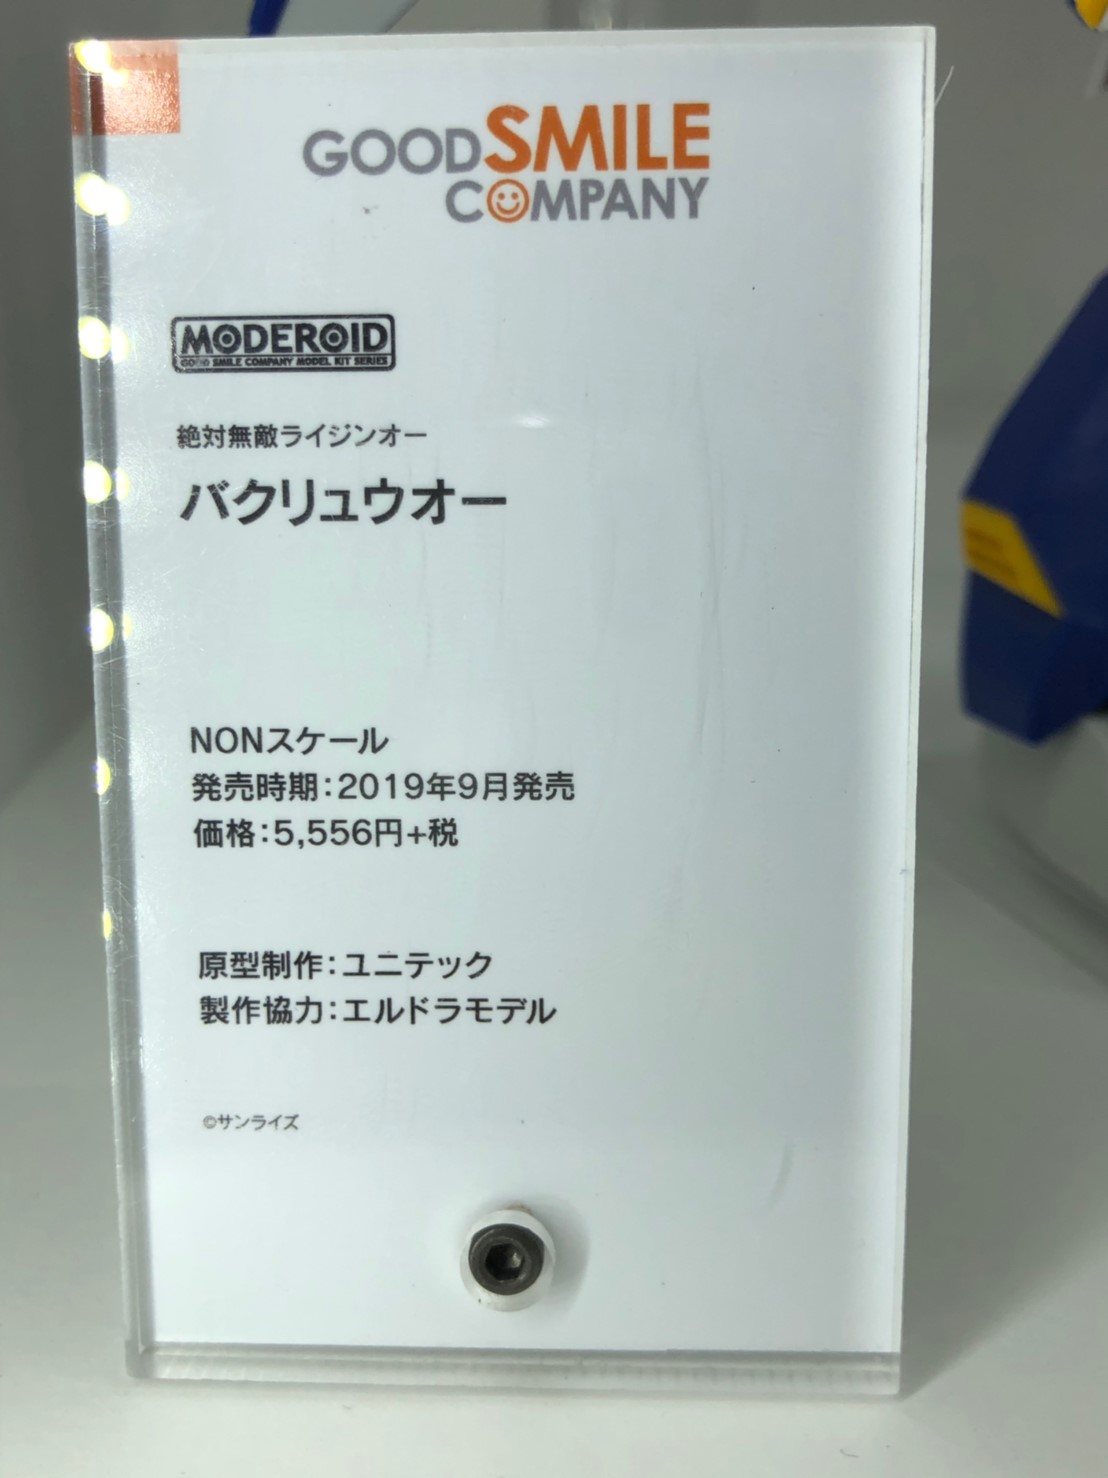 GOOD SMILE
COMPANY
MODEROID
GOOD SMILE COMPANY MODEL KIT SERIES
絶対無敵ライジンオー
バクリュウオー
NONスケール
発売時期:2019年9月発売
価格:5,556円+税
原型制作:ユニテック
製作協力:エルドラモデル
©サンライズ